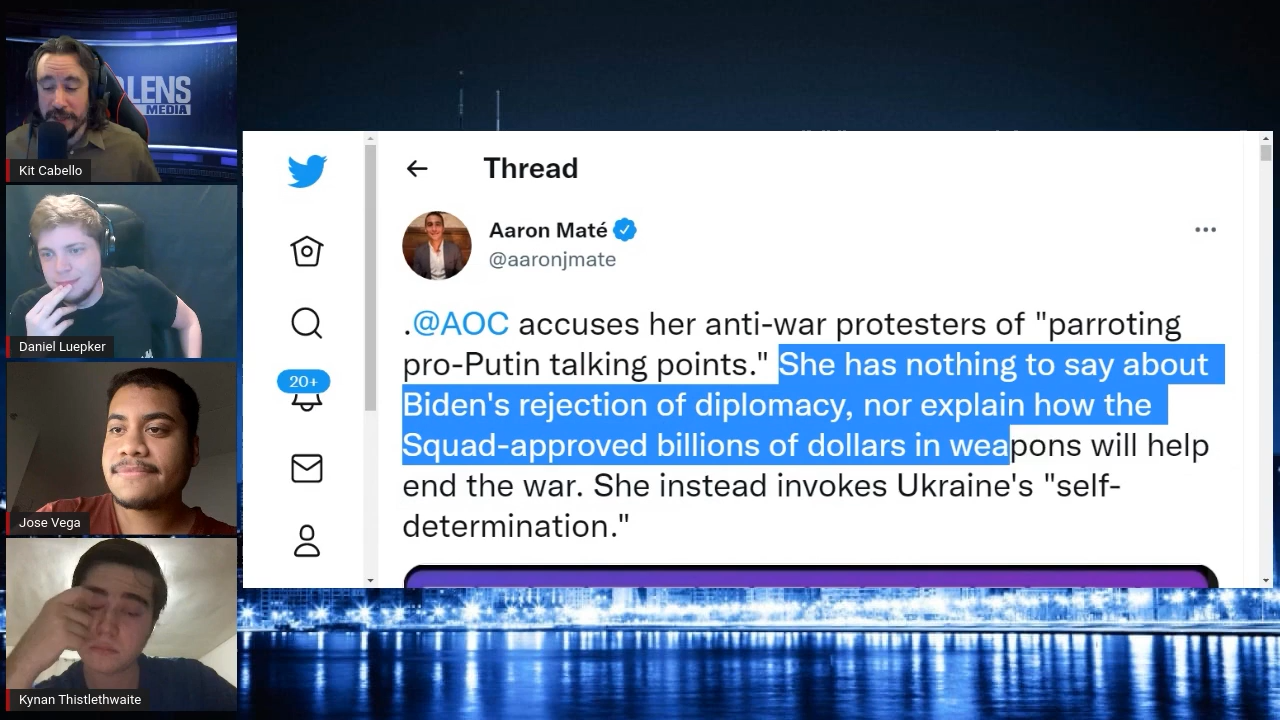 LENS
MEDIA
Kit Cabello
Daniel Luepker
Jose Vega
Kynan Thistlethwaite
20+
Thread
Aaron Maté
@aaronjmate
.@AOC accuses her anti-war protesters of "parroting
pro-Putin talking points." She has nothing to say about
Biden's rejection of diplomacy, nor explain how the
Squad-approved billions of dollars in weapons will help
end the war. She instead invokes Ukraine's "self-
determination."